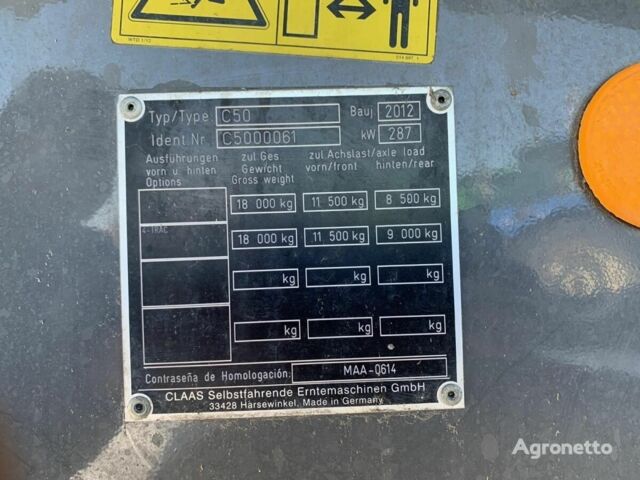 WTD 1/12
Typ/Type C50 Bauj 2012
Ident.Nr. C5000061 kW 287
Ausführungen vorn u. hinten Options
zul Ges Gewicht Gross weight
zul Achslast/axle load vorn/front hinten/rear
18 000 kg 11 500 kg 8 500 kg
4-TRAC 18 000 kg 11 500 kg 9 000 kg
kg kg kg
kg kg kg
Contraseña de Homologación: MAA-0614
CLAAS Selbstfahrende Erntemaschinen GmbH
33428 Harsewinkel, Made in Germany
Agronetto